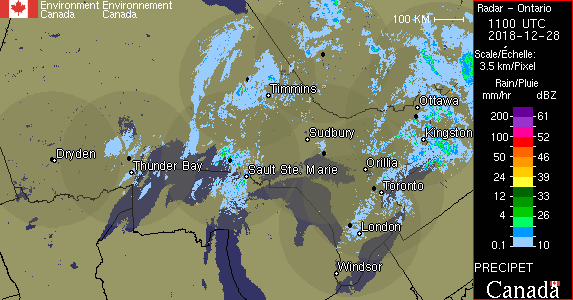 Environment Environnement
Canada Canada
100 KM
Timmins
Ottawa
Sudbury
Kingston
Dryden
Thunder Bay
Sault Ste. Marie
Orillia
Toronto
London
Windsor
Radar - Ontario
1100 UTC
2018-12-28
Scale/Échelle:
3.5 km/Pixel
Rain/Pluie
mm/hr dBZ
200 61
100 52
50 46
24 39
12 34
4 26
0.1 10
PRECIPET
Canada